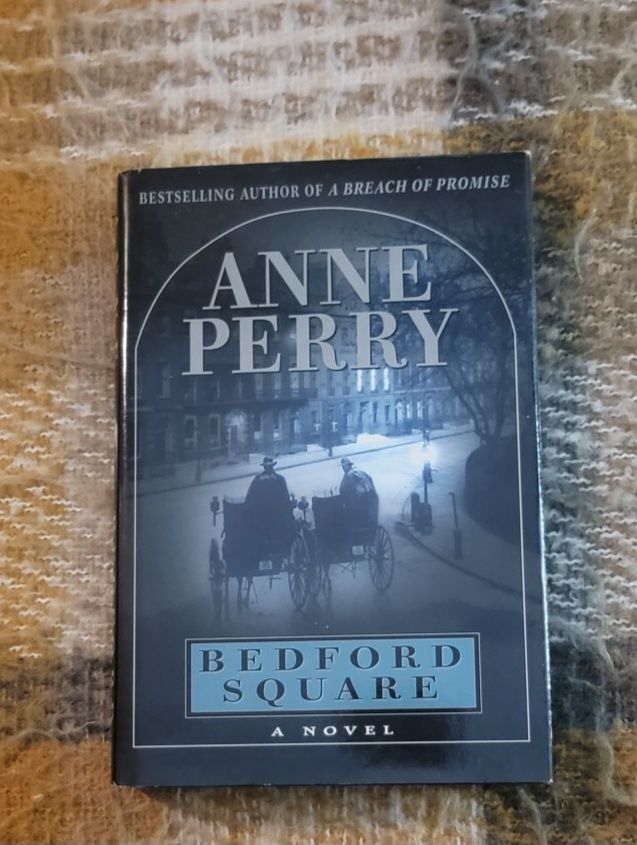 BESTSELLING AUTHOR OF A BREACH OF PROMISE
ANNE
PERRY
BEDFORD
SQUARE
A NOVEL